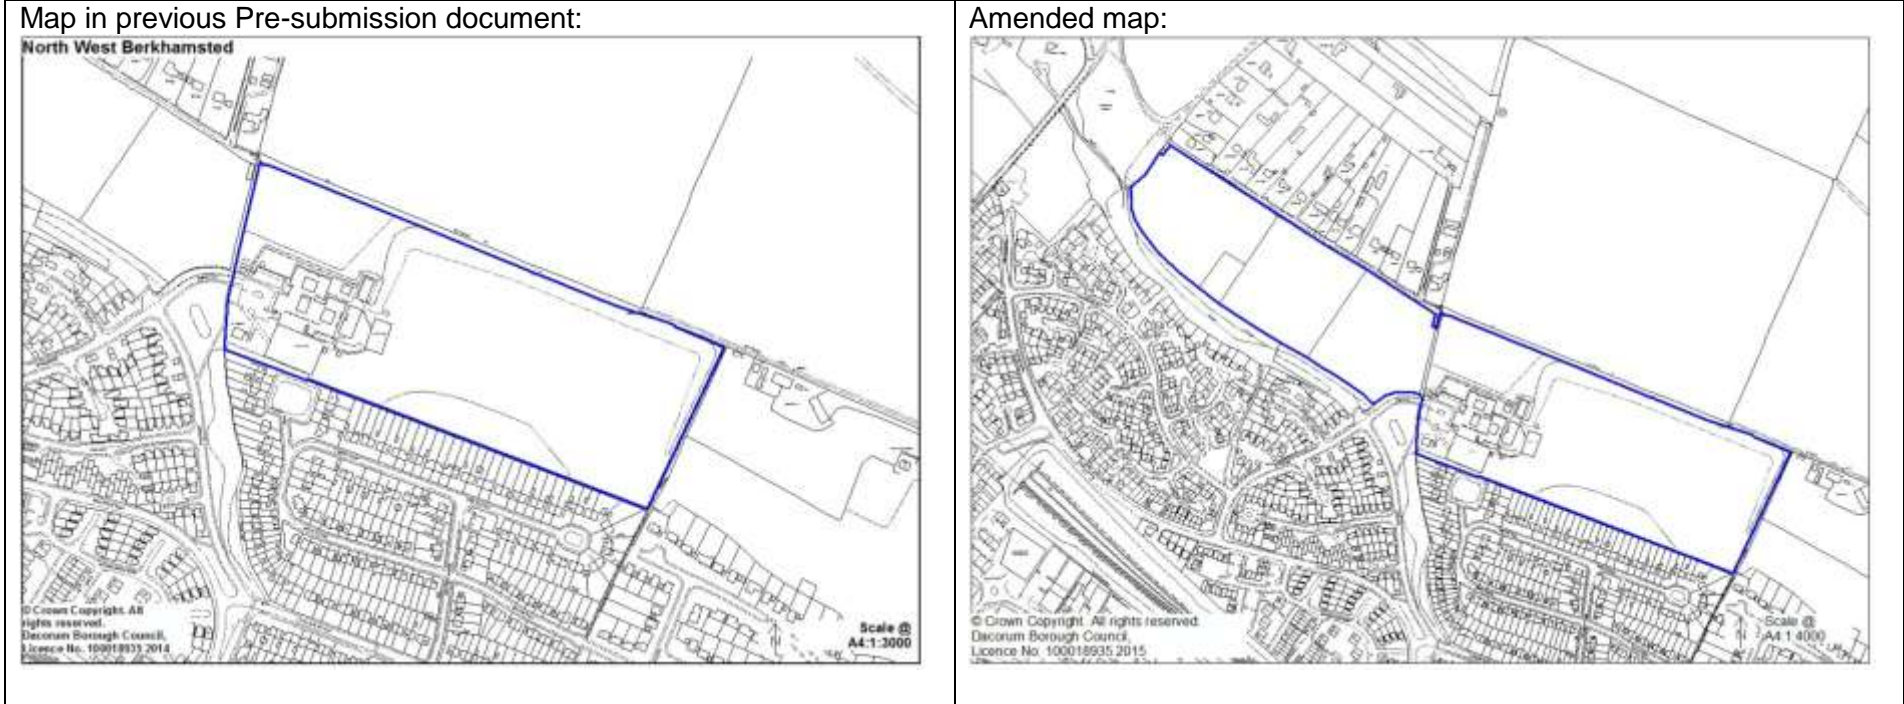 Map in previous Pre-submission document:
North West Berkhamsted
© Crown Copyright. All
rights reserved.
Dacorum Borough Council,
Licence No. 100018935 2014
Scale @
A4:1:3000
Amended map:
© Crown Copyright. All rights reserved.
Dacorum Borough Council,
Licence No. 100018935 2015
N
Scale @
A4 1:4000